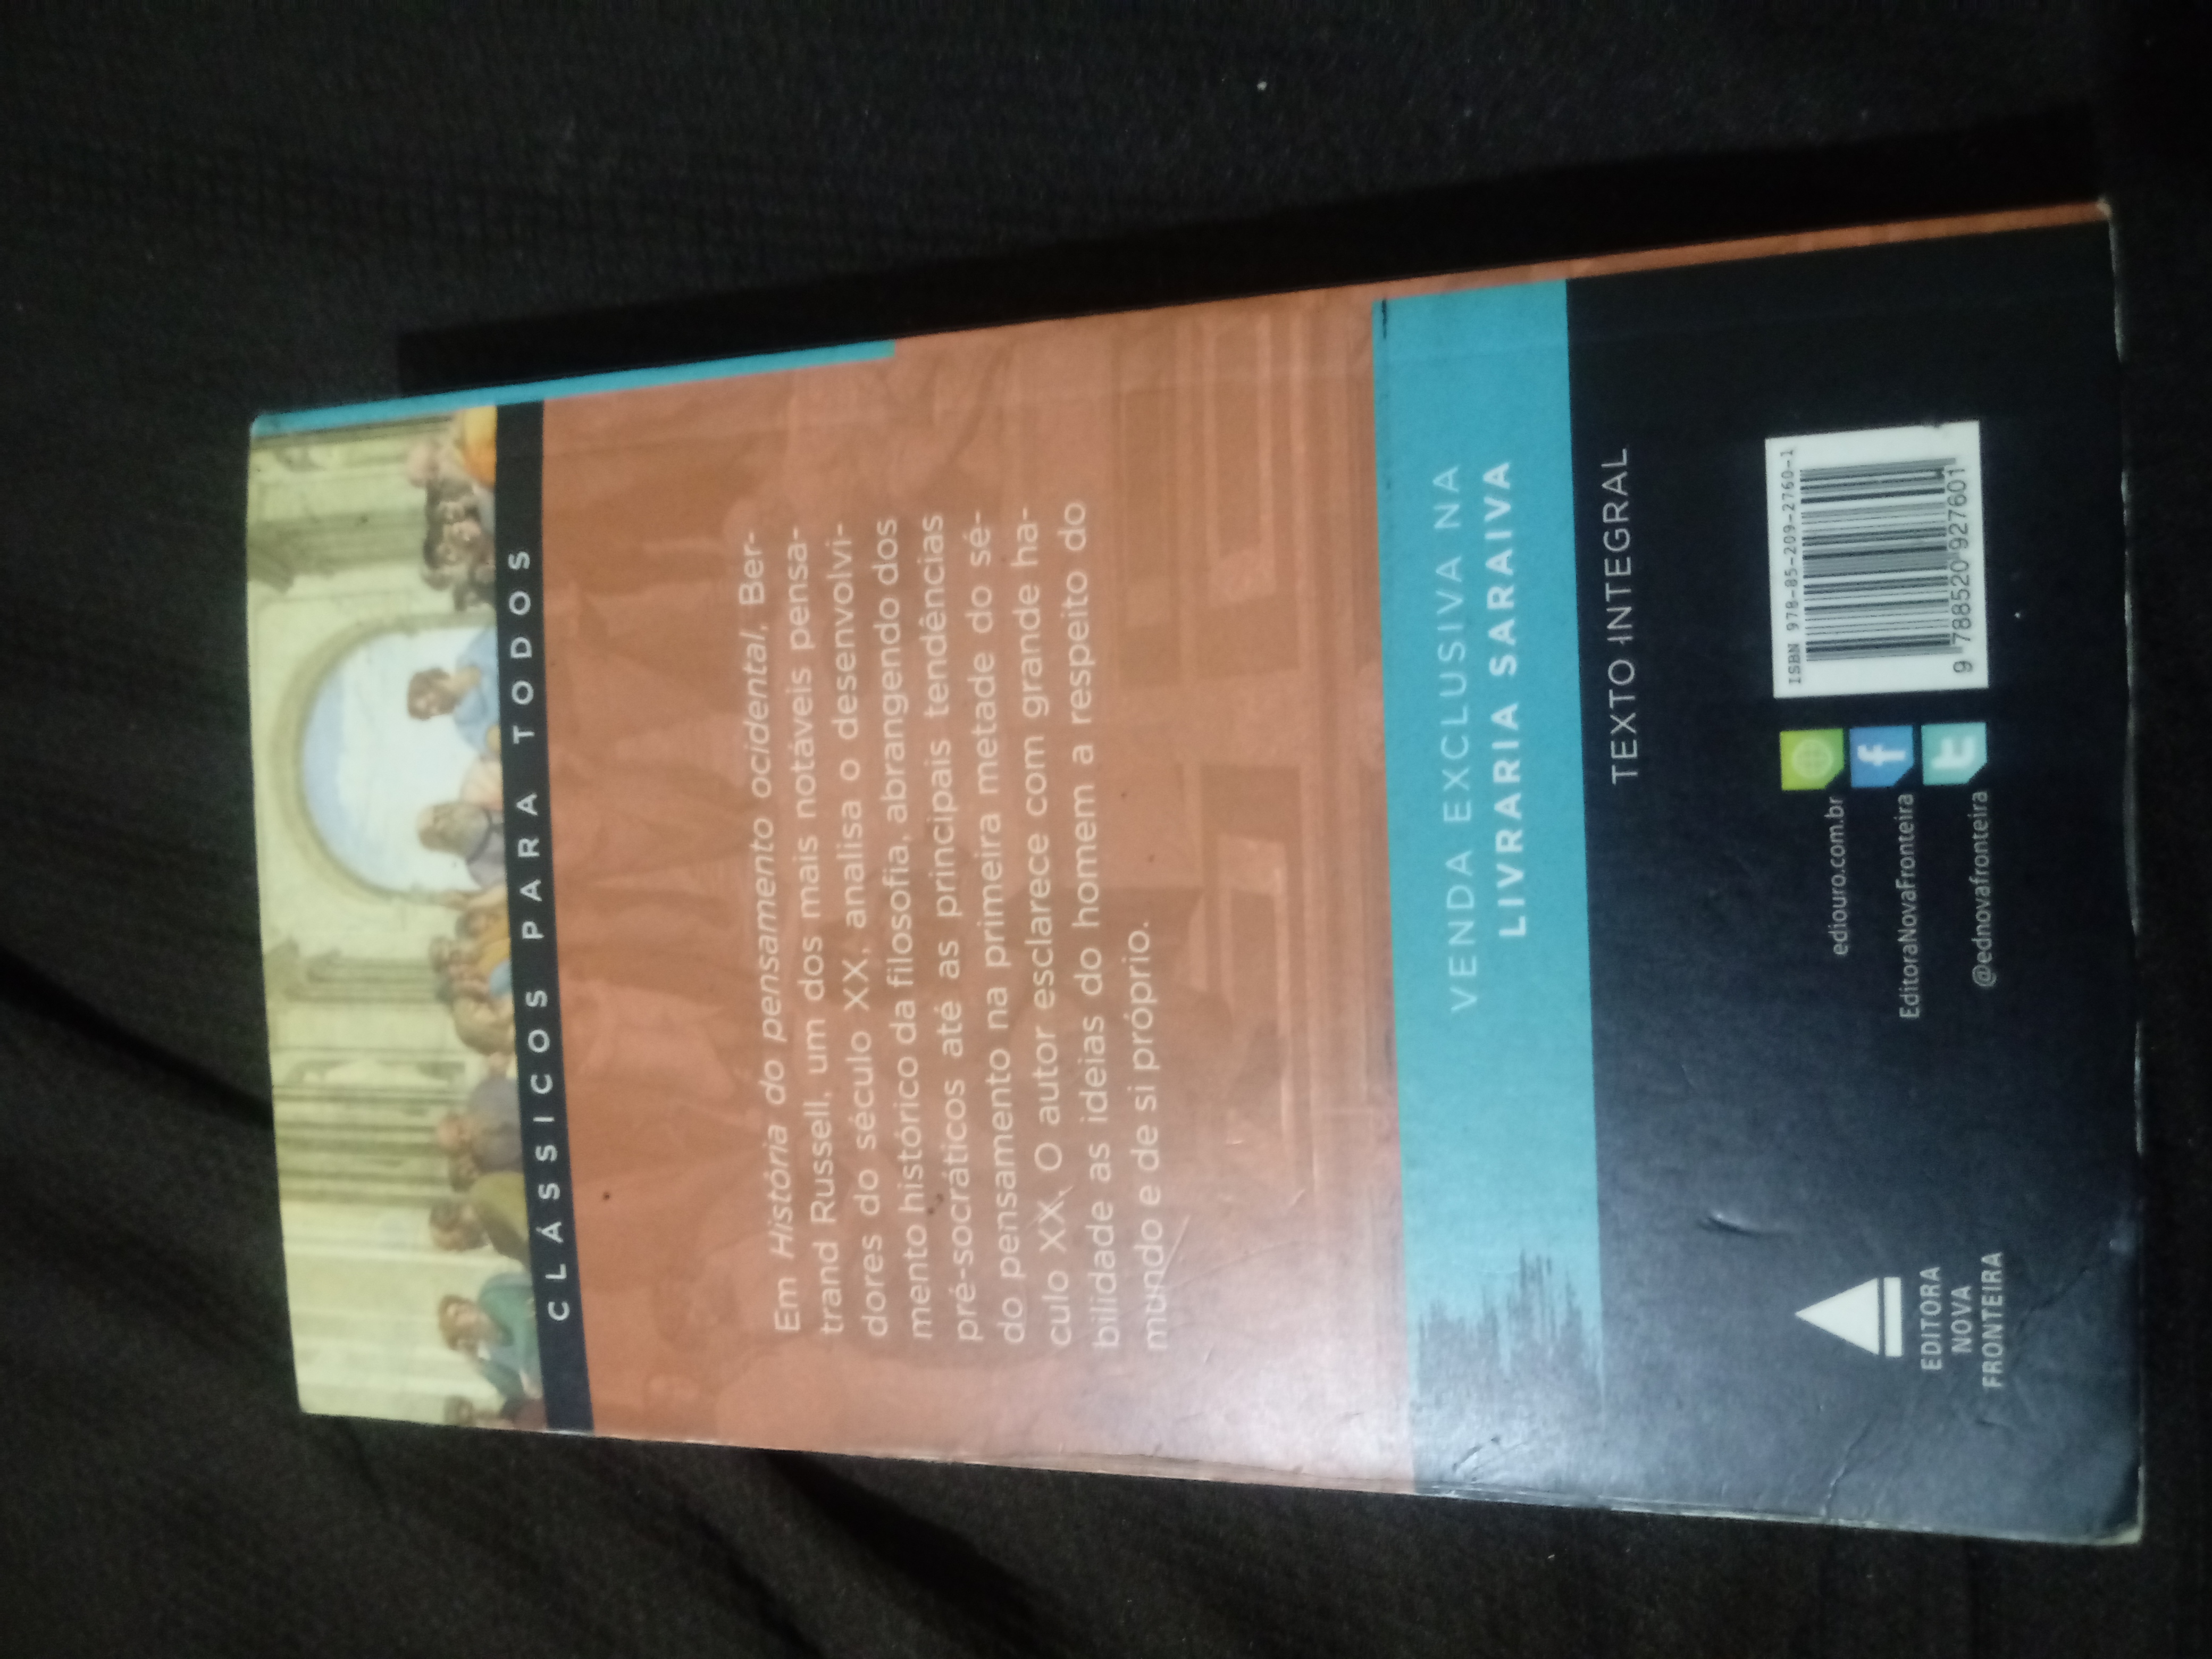 CLÁSSICOS PARA TODOS
Em História do pensamento ocidental, Ber-
trand Russell, um dos mais notáveis pensa-
dores do século XX, analisa o desenvolvi-
mento histórico da filosofia, abrangendo dos
pré-socráticos até as principais tendências
do pensamento na primeira metade do sé-
culo XX. O autor esclarece com grande ha-
bilidade as ideias do homem a respeito do
mundo e de si próprio.
VENDA EXCLUSIVA NA
LIVRARIA SARAIVA
TEXTO INTEGRAL
EDITORA
NOVA
FRONTEIRA
ediouro.com.br
EditoraNovaFronteira
@ednovafronteira
ISBN 978-85-209-2760-1
9 788520 927601